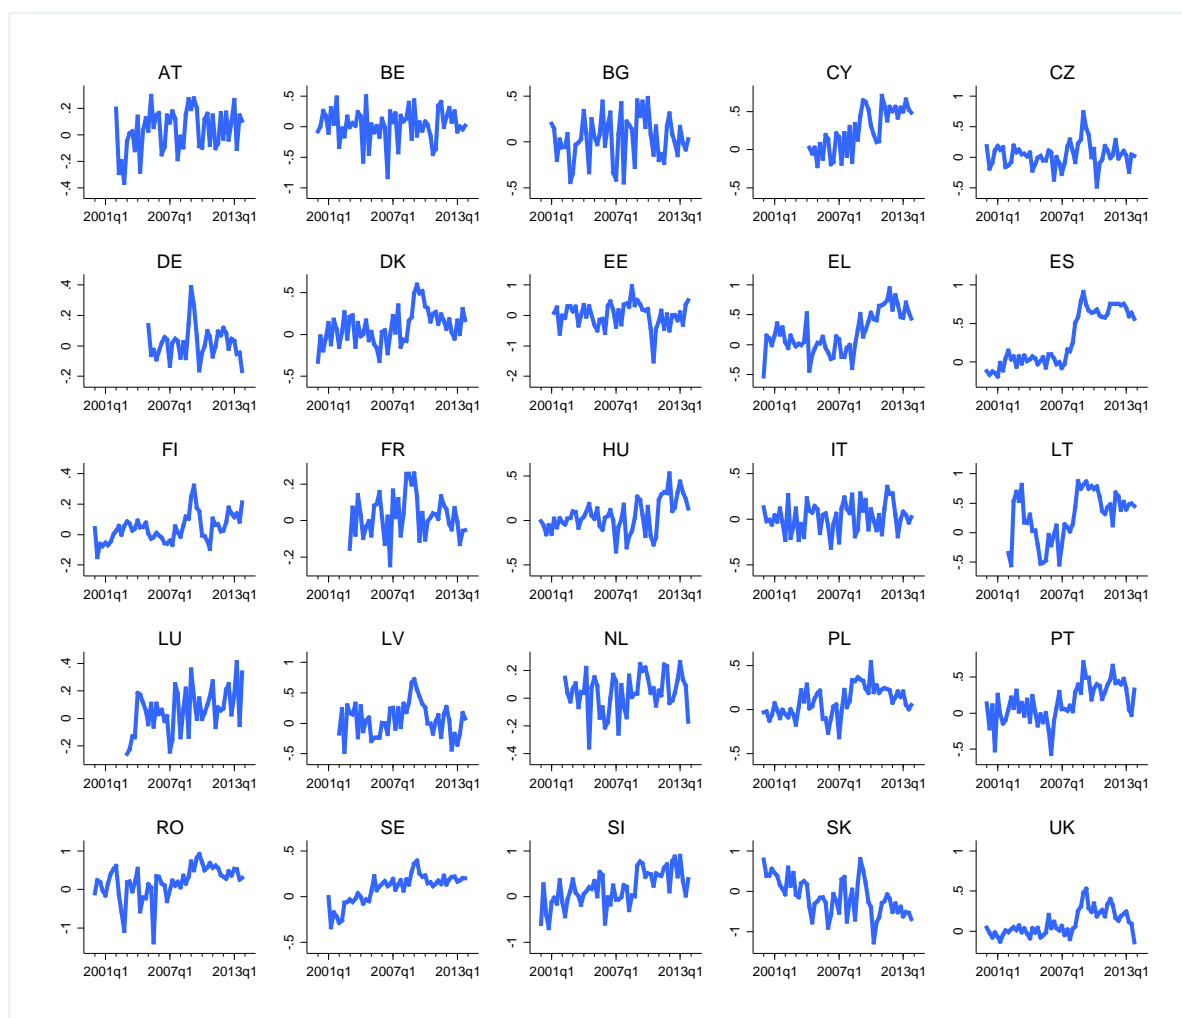 AT BE BG CY CZ
-.4 -.2 0 .2
-1 -.5 0 .5
-.5 0 .5
-.5 0 .5
-.5 0 .5 1
2001q1 2007q1 2013q1 2001q1 2007q1 2013q1 2001q1 2007q1 2013q1 2001q1 2007q1 2013q1 2001q1 2007q1 2013q1
DE DK EE EL ES
-.2 0 .2 .4
-.5 0 .5
-2 -1 0 1
-.5 0 .5 1
0 .5 1
2001q1 2007q1 2013q1 2001q1 2007q1 2013q1 2001q1 2007q1 2013q1 2001q1 2007q1 2013q1 2001q1 2007q1 2013q1
FI FR HU IT LT
-.2 0 .2 .4
-.2 0 .2
-.5 0 .5
-.5 0 .5
-.5 0 .5 1
2001q1 2007q1 2013q1 2001q1 2007q1 2013q1 2001q1 2007q1 2013q1 2001q1 2007q1 2013q1 2001q1 2007q1 2013q1
LU LV NL PL PT
-.2 0 .2 .4
-.5 0 .5 1
-.4 -.2 0 .2
-.5 0 .5
-.5 0 .5 1
2001q1 2007q1 2013q1 2001q1 2007q1 2013q1 2001q1 2007q1 2013q1 2001q1 2007q1 2013q1 2001q1 2007q1 2013q1
RO SE SI SK UK
-1 0 1
-.5 0 .5
-1 0 1
-1 0 1
0 .5 1
2001q1 2007q1 2013q1 2001q1 2007q1 2013q1 2001q1 2007q1 2013q1 2001q1 2007q1 2013q1 2001q1 2007q1 2013q1